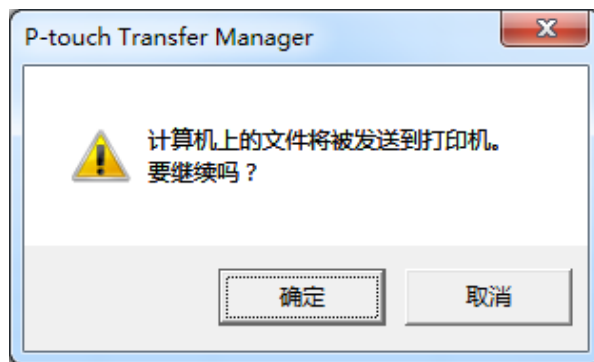 P-touch Transfer Manager
计算机上的文件将被发送到打印机。
要继续吗？
确定
取消